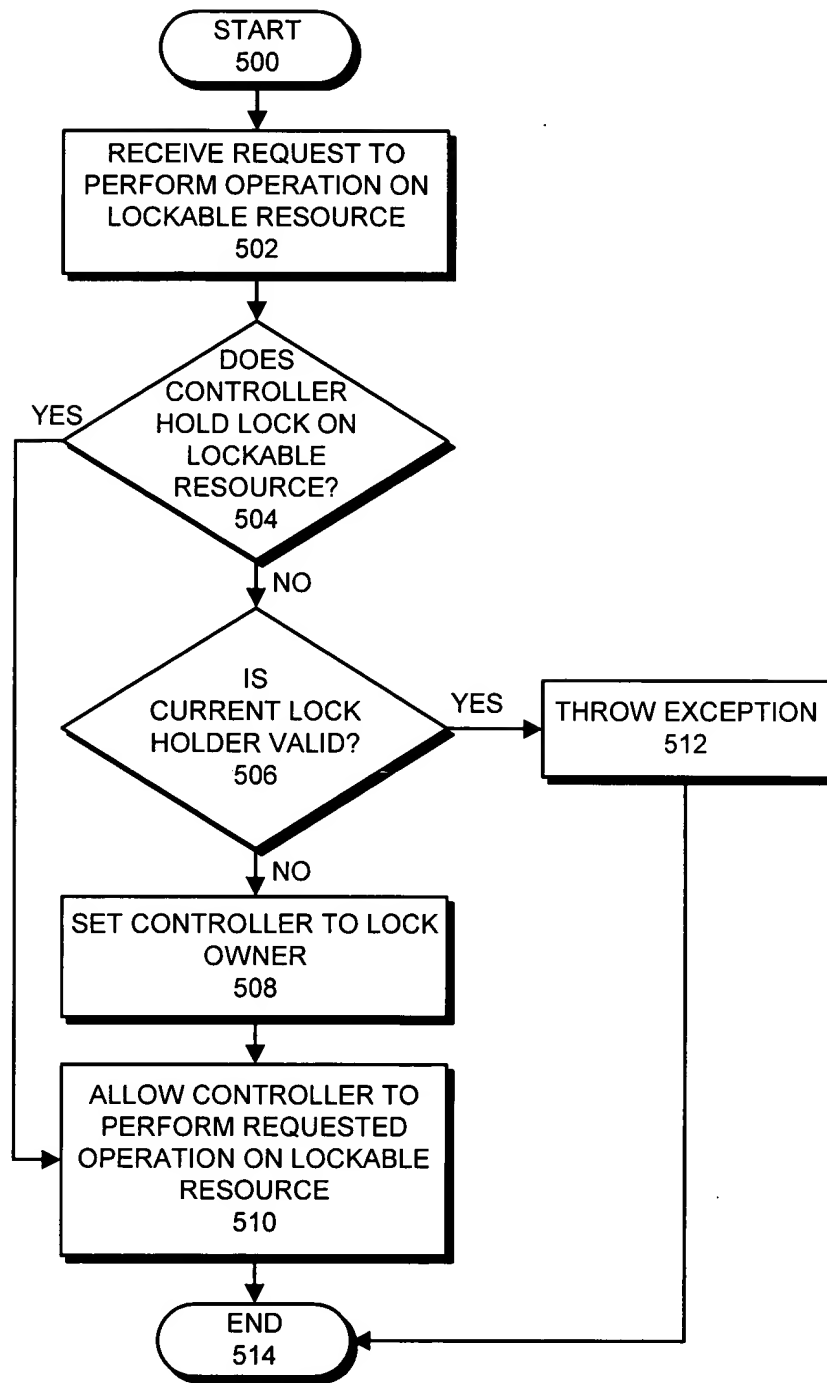 START
500
RECEIVE REQUEST TO
PERFORM OPERATION ON
LOCKABLE RESOURCE
502
DOES
CONTROLLER
HOLD LOCK ON
LOCKABLE
RESOURCE?
504
YES
NO
IS
CURRENT LOCK
HOLDER VALID?
506
YES
THROW EXCEPTION
512
NO
SET CONTROLLER TO LOCK
OWNER
508
ALLOW CONTROLLER TO
PERFORM REQUESTED
OPERATION ON LOCKABLE
RESOURCE
510
END
514